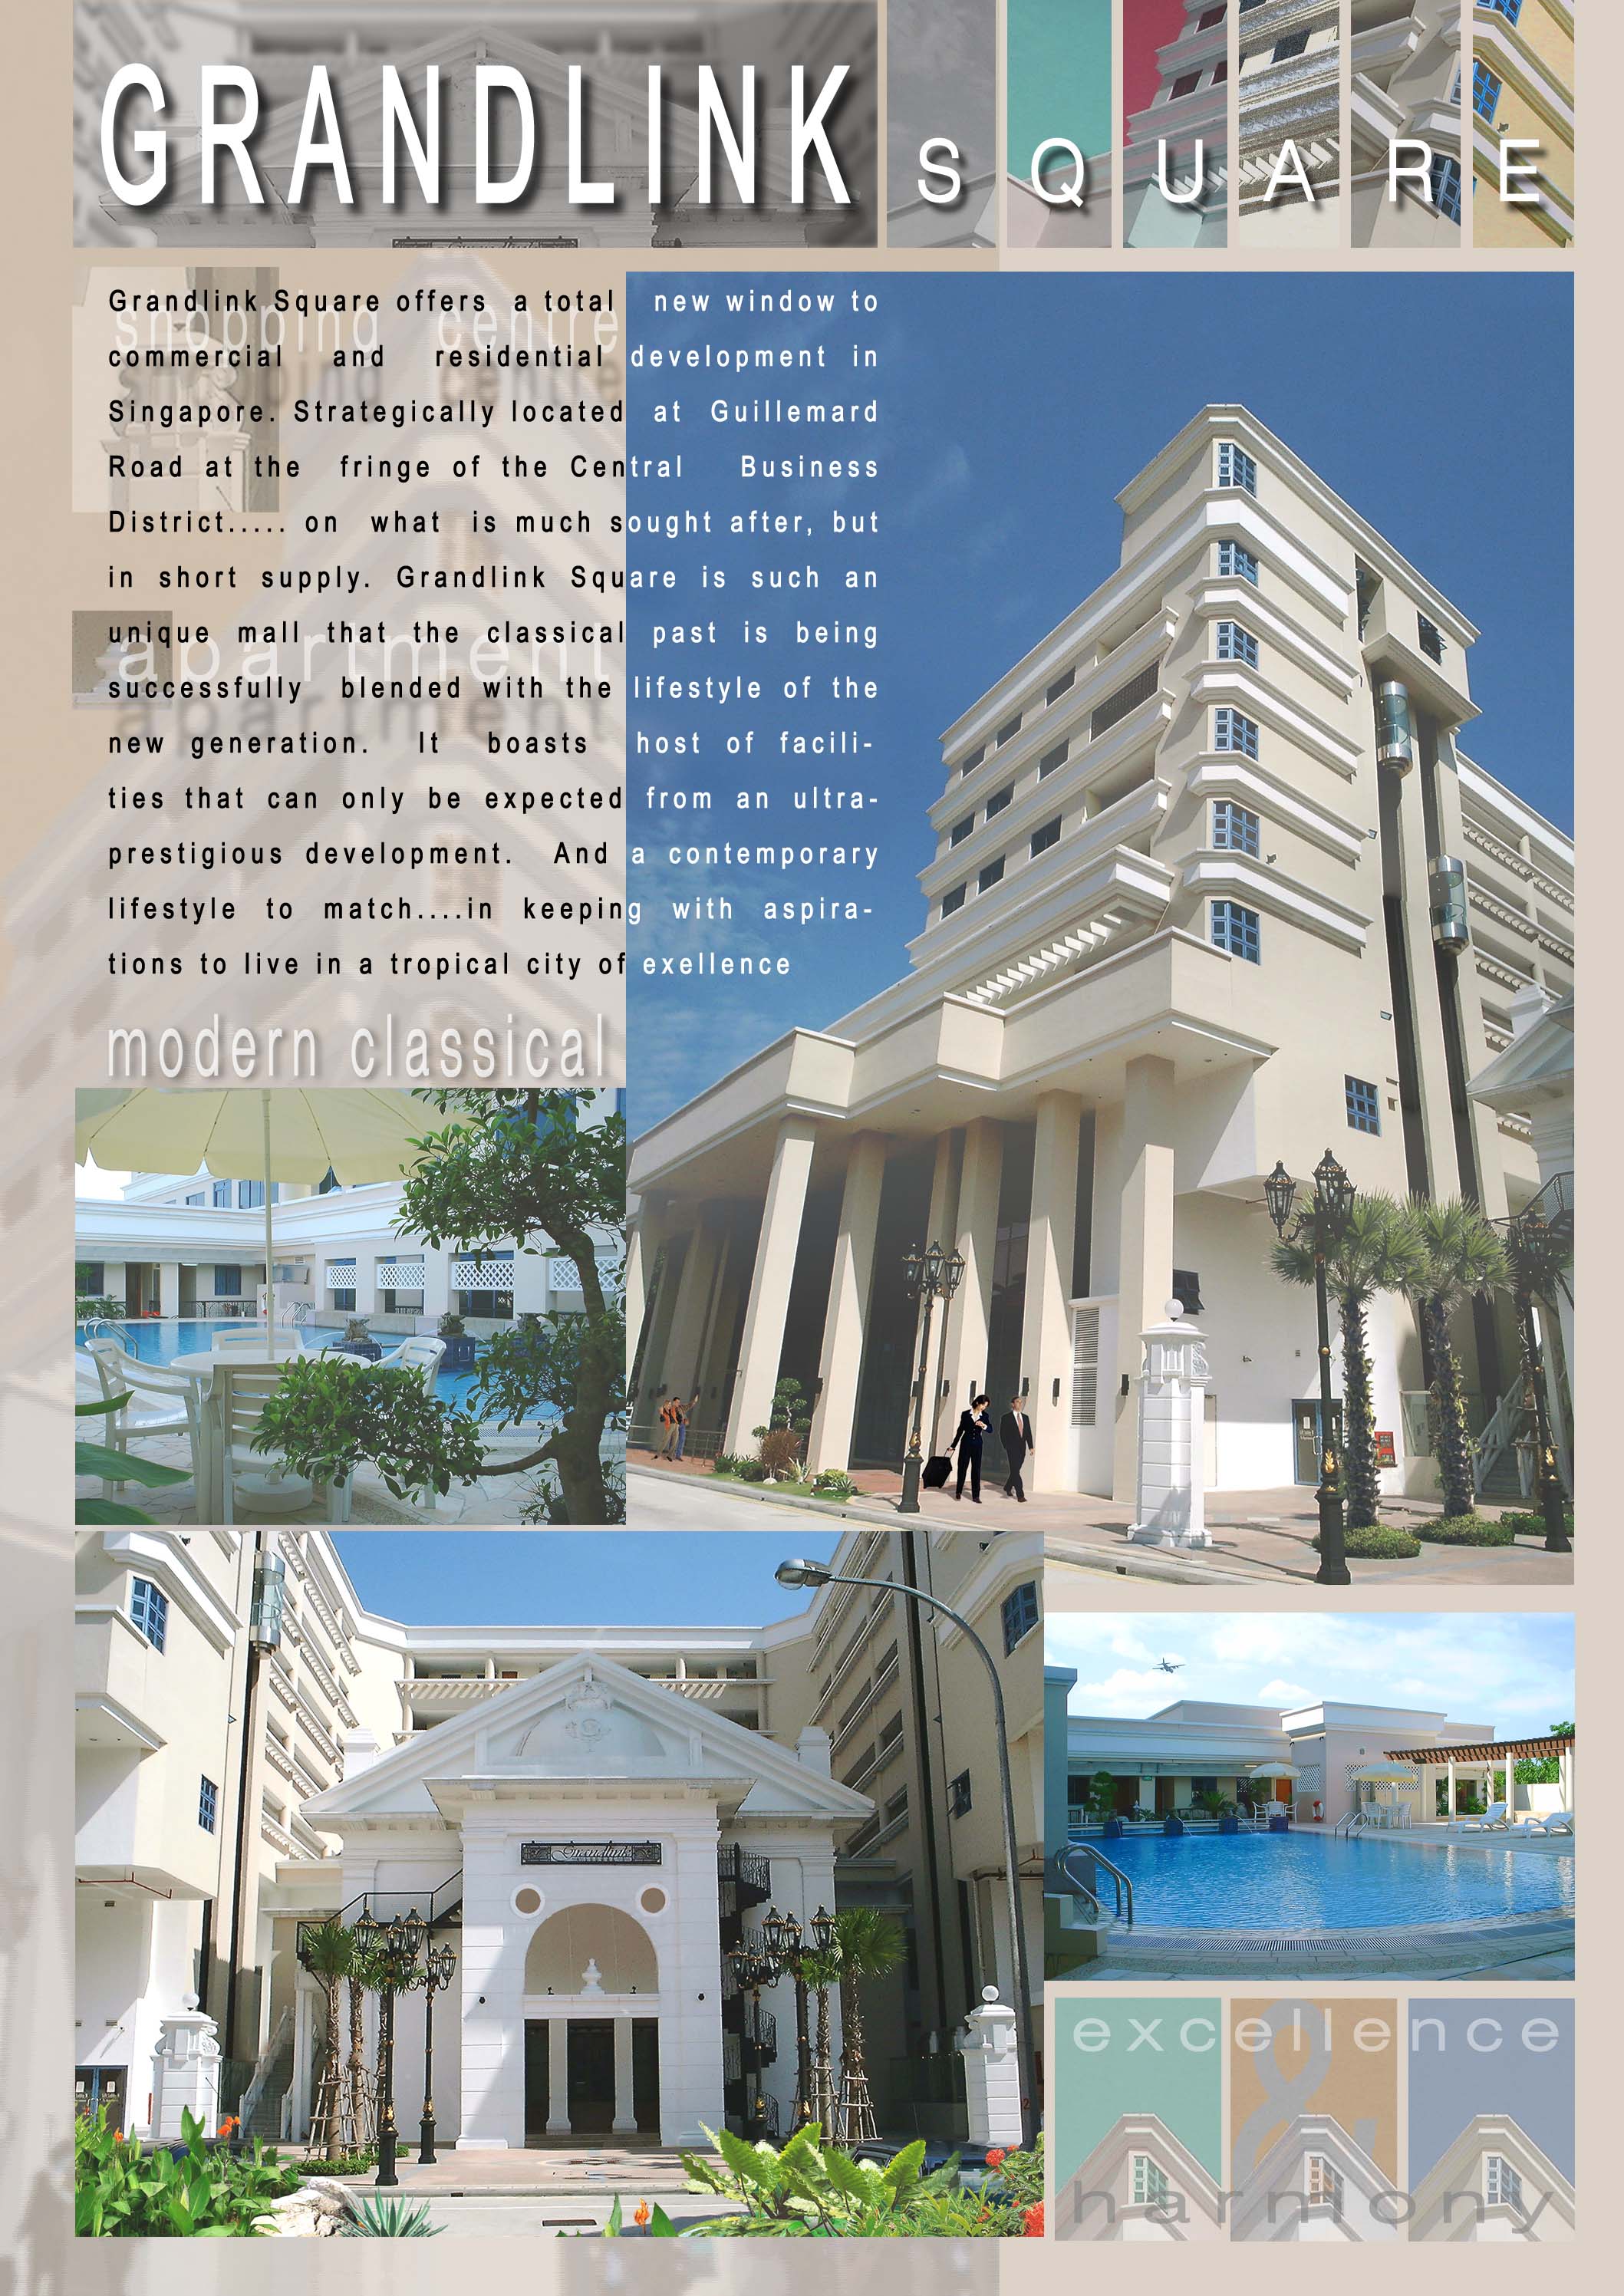 GRANDLINK SQUARE
shopping centre
Grandlink Square offers a total new window to
commercial and residential development in
Singapore. Strategically located at Guillemard
Road at the fringe of the Central Business
District..... on what is much sought after, but
in short supply. Grandlink Square is such an
unique mall that the classical past is being
apartment
successfully blended with the lifestyle of the
new generation. It boasts host of facili-
ties that can only be expected from an ultra-
prestigious development. And a contemporary
lifestyle to match....in keeping with aspira-
tions to live in a tropical city of exellence
modern classical
Grandlink
excellence
&
harmony